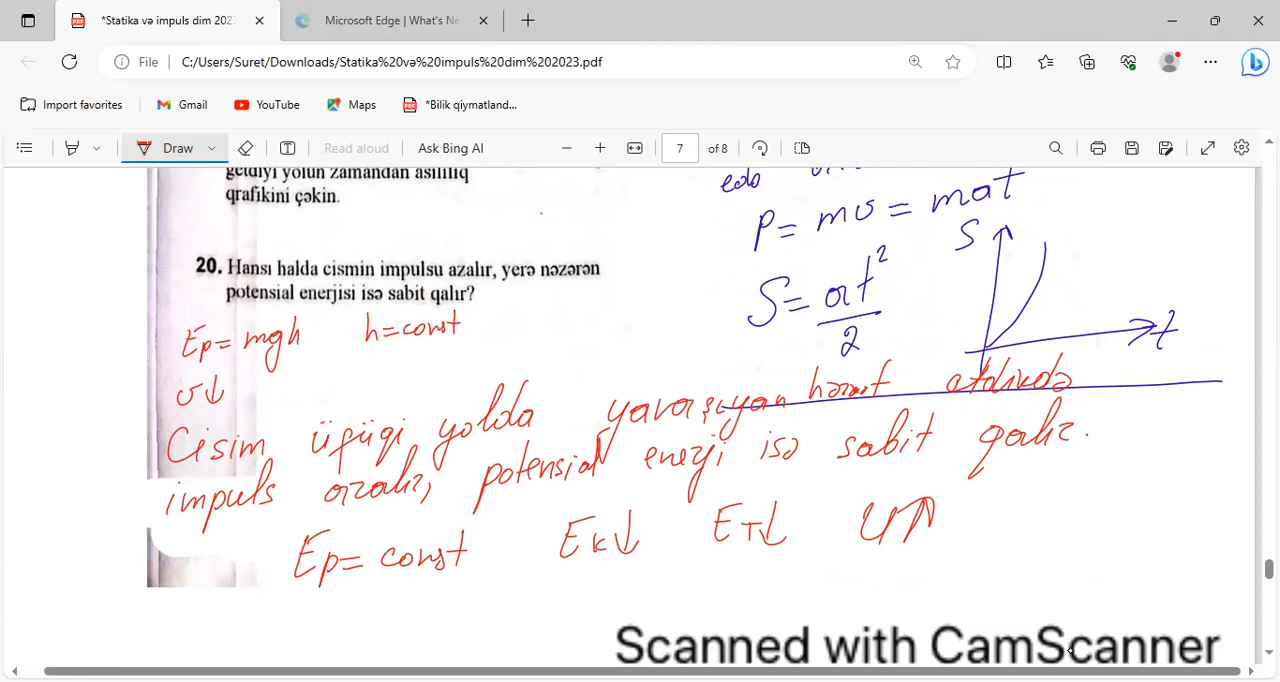 *Statika və impuls dim 202
Microsoft Edge | What's Ne
File C:/Users/Suret/Downloads/Statika%20və%20impuls%20dim%202023.pdf
Import favorites Gmail YouTube Maps *Bilik qiymatland...
Draw Read aloud Ask Bing AI 7 of 8
getdiyi yolun zamandan asılılıq
qrafikini çəkin.
edə
P = mυ = mat
S
S = at²/2
t
20. Hansı halda cismin impulsu azalır, yerə nəzərən
potensial enerjisi isə sabit qalır?
Ep = mgh h = const
υ↓
Cisim üfüqi yolda yavaşıyan hərəkət etdikdə
impuls azalır, potensial enerji isə sabit qalır.
Ep = const Eк↓ Eт↓ U↑
Scanned with CamScanner